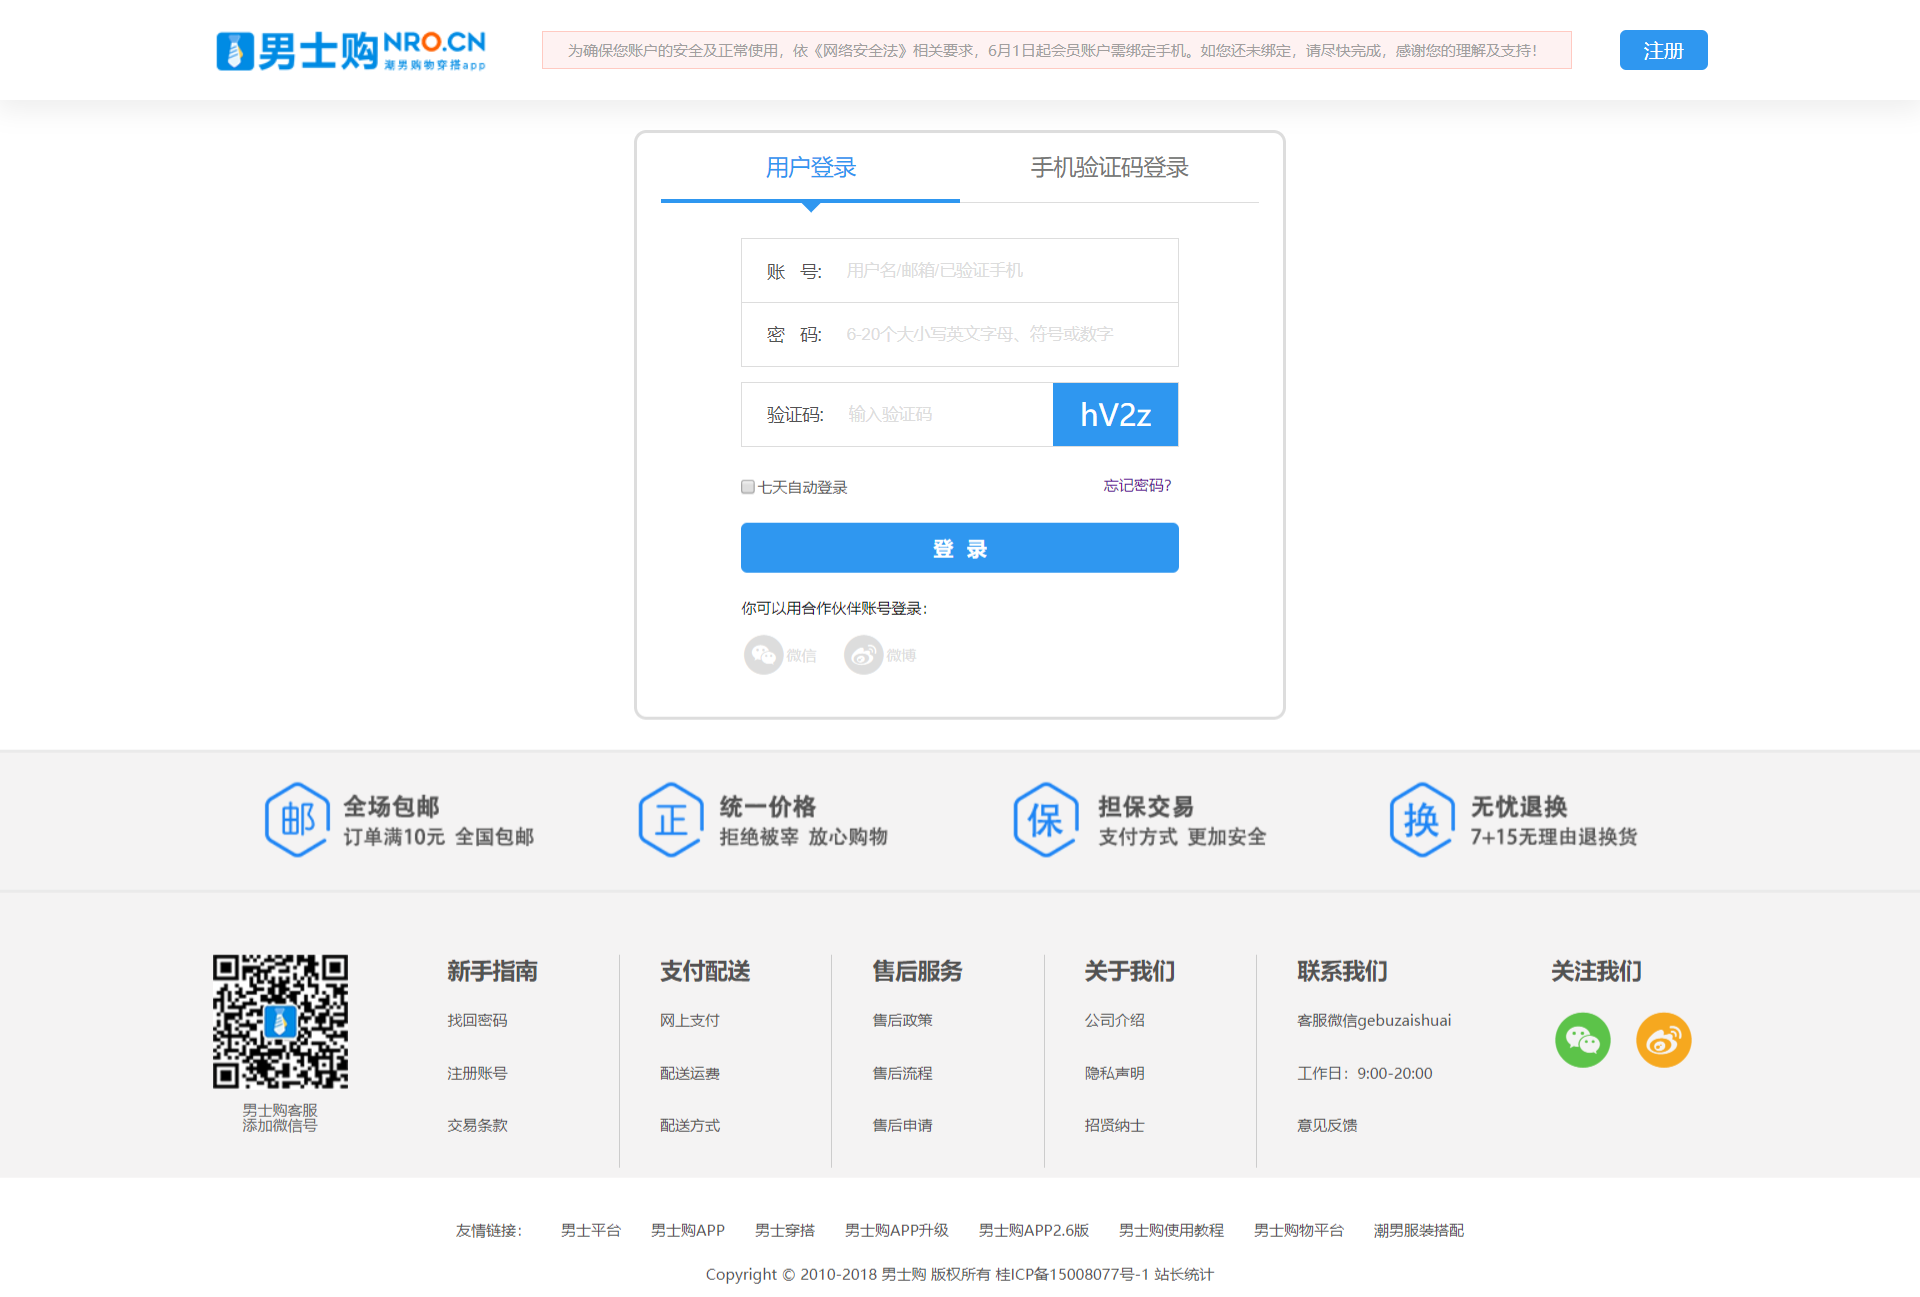 男士购 NRO.CN
潮男购物穿搭app
为确保您账户的安全及正常使用，依《网络安全法》相关要求，6月1日起会员账户需绑定手机。如您还未绑定，请尽快完成，感谢您的理解及支持！
注册
用户登录 手机验证码登录
账 号: 用户名/邮箱/已验证手机
密 码: 6-20个大小写英文字母、符号或数字
验证码: 输入验证码 hV2z
七天自动登录 忘记密码?
登 录
你可以用合作伙伴账号登录：
微信 微博
邮 全场包邮
订单满10元 全国包邮
正 统一价格
拒绝被宰 放心购物
保 担保交易
支付方式 更加安全
换 无忧退换
7+15无理由退换货
男士购客服
添加微信号
新手指南
找回密码
注册账号
交易条款
支付配送
网上支付
配送运费
配送方式
售后服务
售后政策
售后流程
售后申请
关于我们
公司介绍
隐私声明
招贤纳士
联系我们
客服微信gebuzaishuai
工作日：9:00-20:00
意见反馈
关注我们
友情链接： 男士平台 男士购APP 男士穿搭 男士购APP升级 男士购APP2.6版 男士购使用教程 男士购物平台 潮男服装搭配
Copyright © 2010-2018 男士购 版权所有 桂ICP备15008077号-1 站长统计